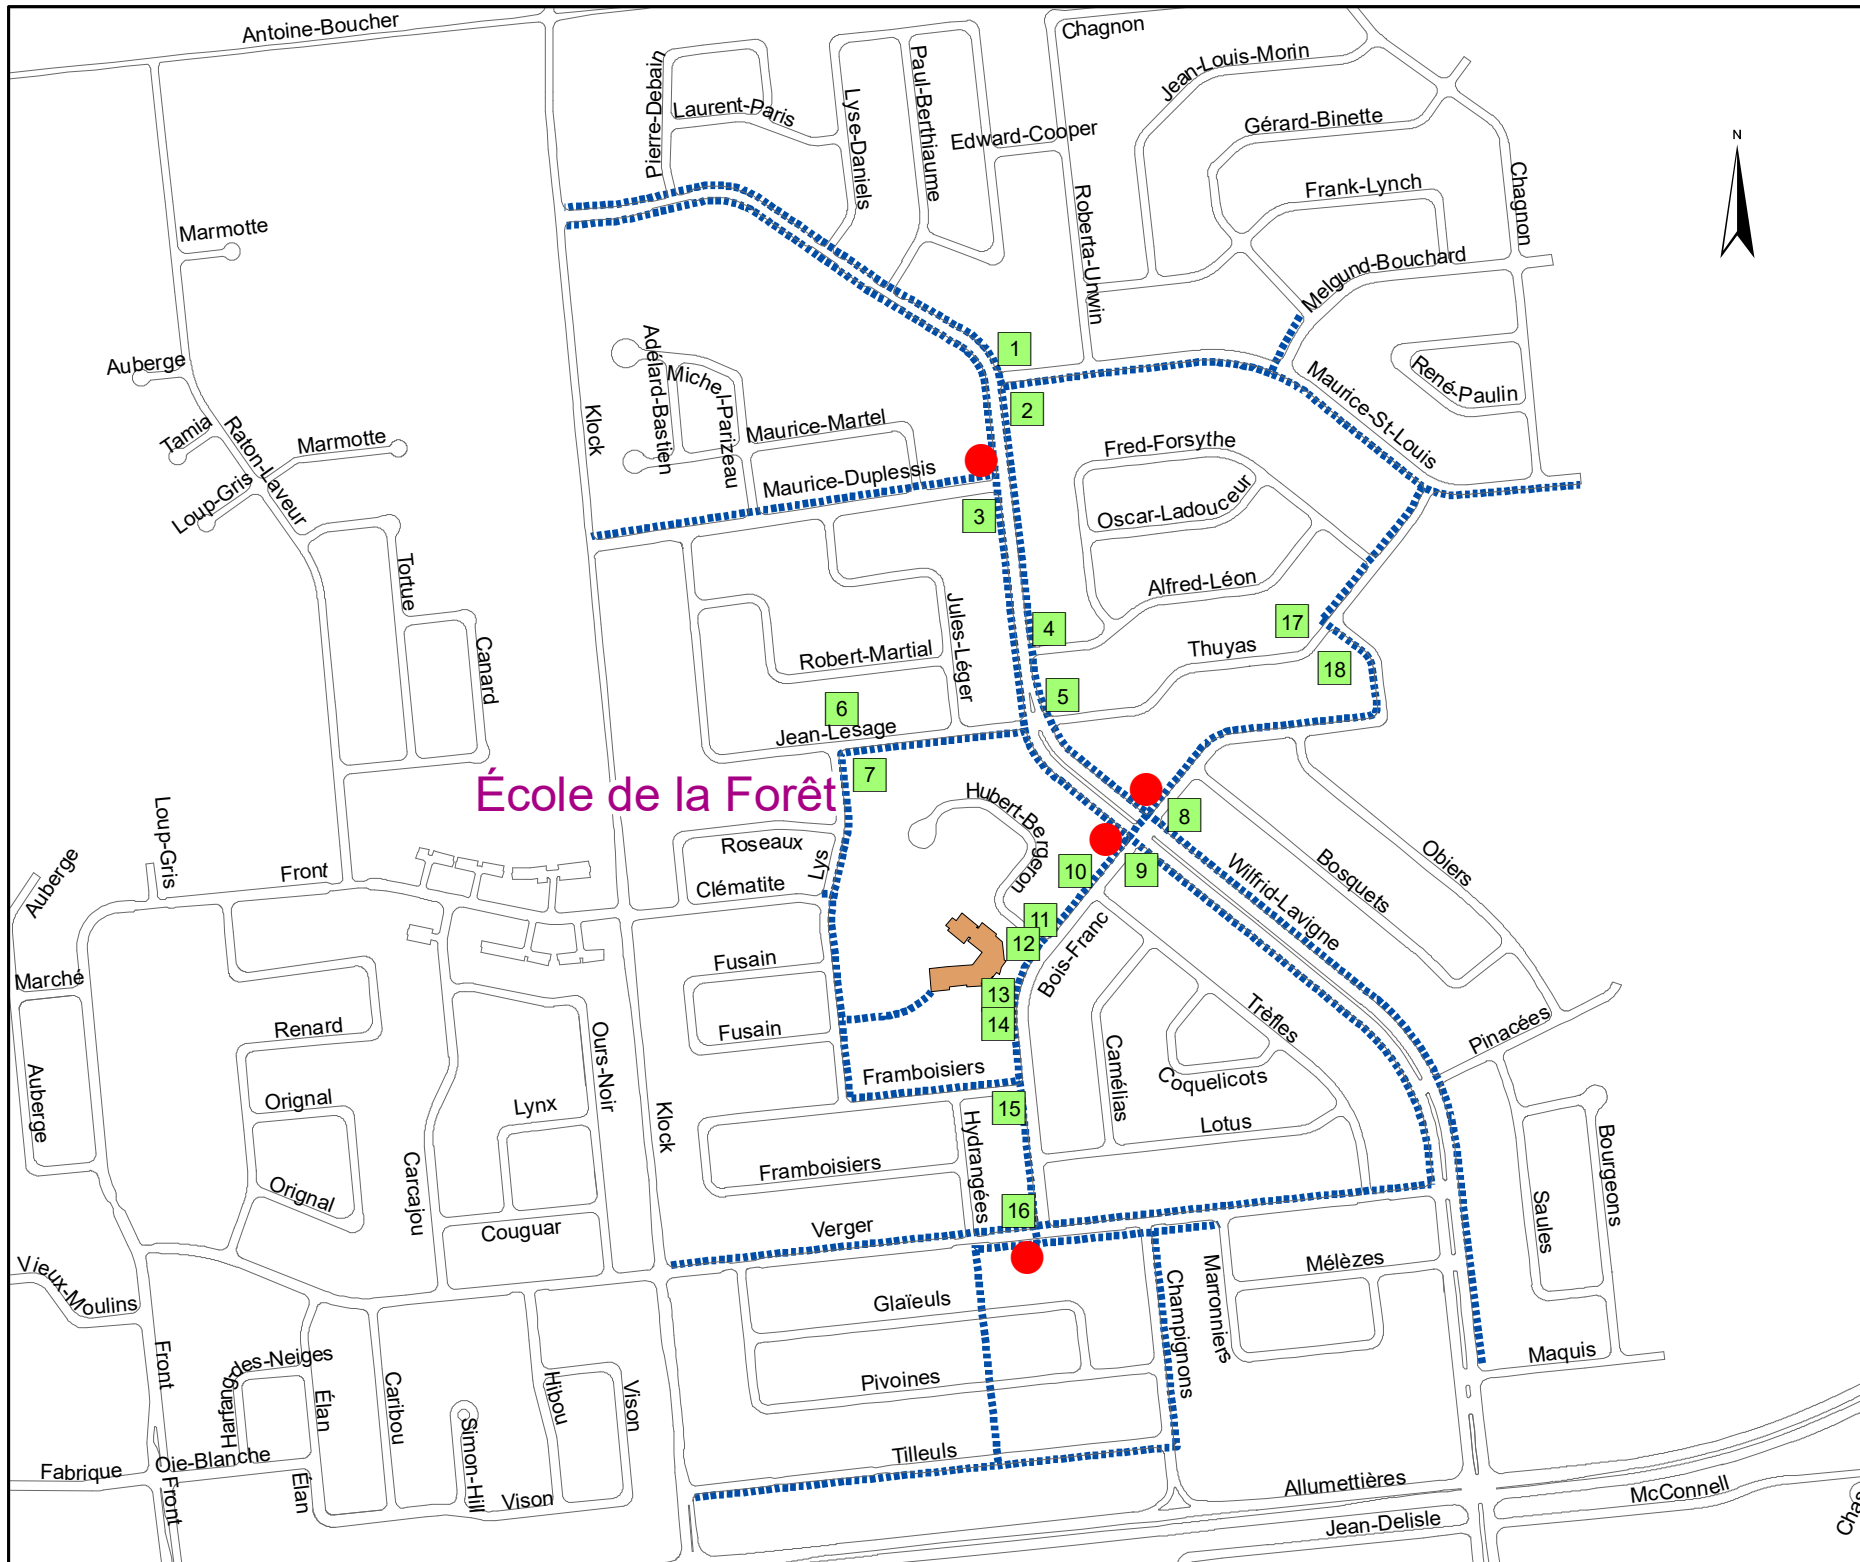 Antoine-Boucher
Chagnon
Pierre-Debain
Laurent-Paris
Lyse-Daniels
Paul-Berthiaume
Edward-Cooper
Jean-Louis-Morin
Gérard-Binette
Frank-Lynch
Chagnon
N
Marmotte
Roberta-Unwin
Melgund-Bouchard
Auberge
Adélard-Bastien
Michel-Parizeau
1
2
Maurice-St-Louis
René-Paulin
Tamia
Raton-Laveur
Marmotte
Loup-Gris
Klock
Maurice-Martel
Maurice-Duplessis
3
Fred-Forsythe
Oscar-Ladouceur
Alfred-Léon
Tortue
Canard
Jules-Léger
Robert-Martial
4
Thuyas
17
18
5
6
Jean-Lesage
7
École de la Forêt
Hubert-Bergeron
8
9
10
Loup-Gris
Auberge
Front
Roseaux
Clématite
Lys
Wilfrid-Lavigne
Bosquets
Obiers
11
12
Bois-Franc
13
14
Marché
Renard
Fusain
Fusain
Trèfles
Pinacées
Auberge
Orignal
Orignal
Ours-Noir
Lynx
Klock
Framboisiers
Camélias
Coquelicots
Lotus
15
Hydrangées
Framboisiers
Carcajou
Couguar
Verger
16
Saules
Bourgeons
Vieux-Moulins
Glaïeuls
Champignons
Marronniers
Mélèzes
Front
Harfang-des-Neiges
Élan
Caribou
Hibou
Vison
Pivoines
Maquis
Simon-Hill
Fabrique
Oie-Blanche
Front
Élan
Vison
Tilleuls
Allumettières
McConnell
Jean-Delisle